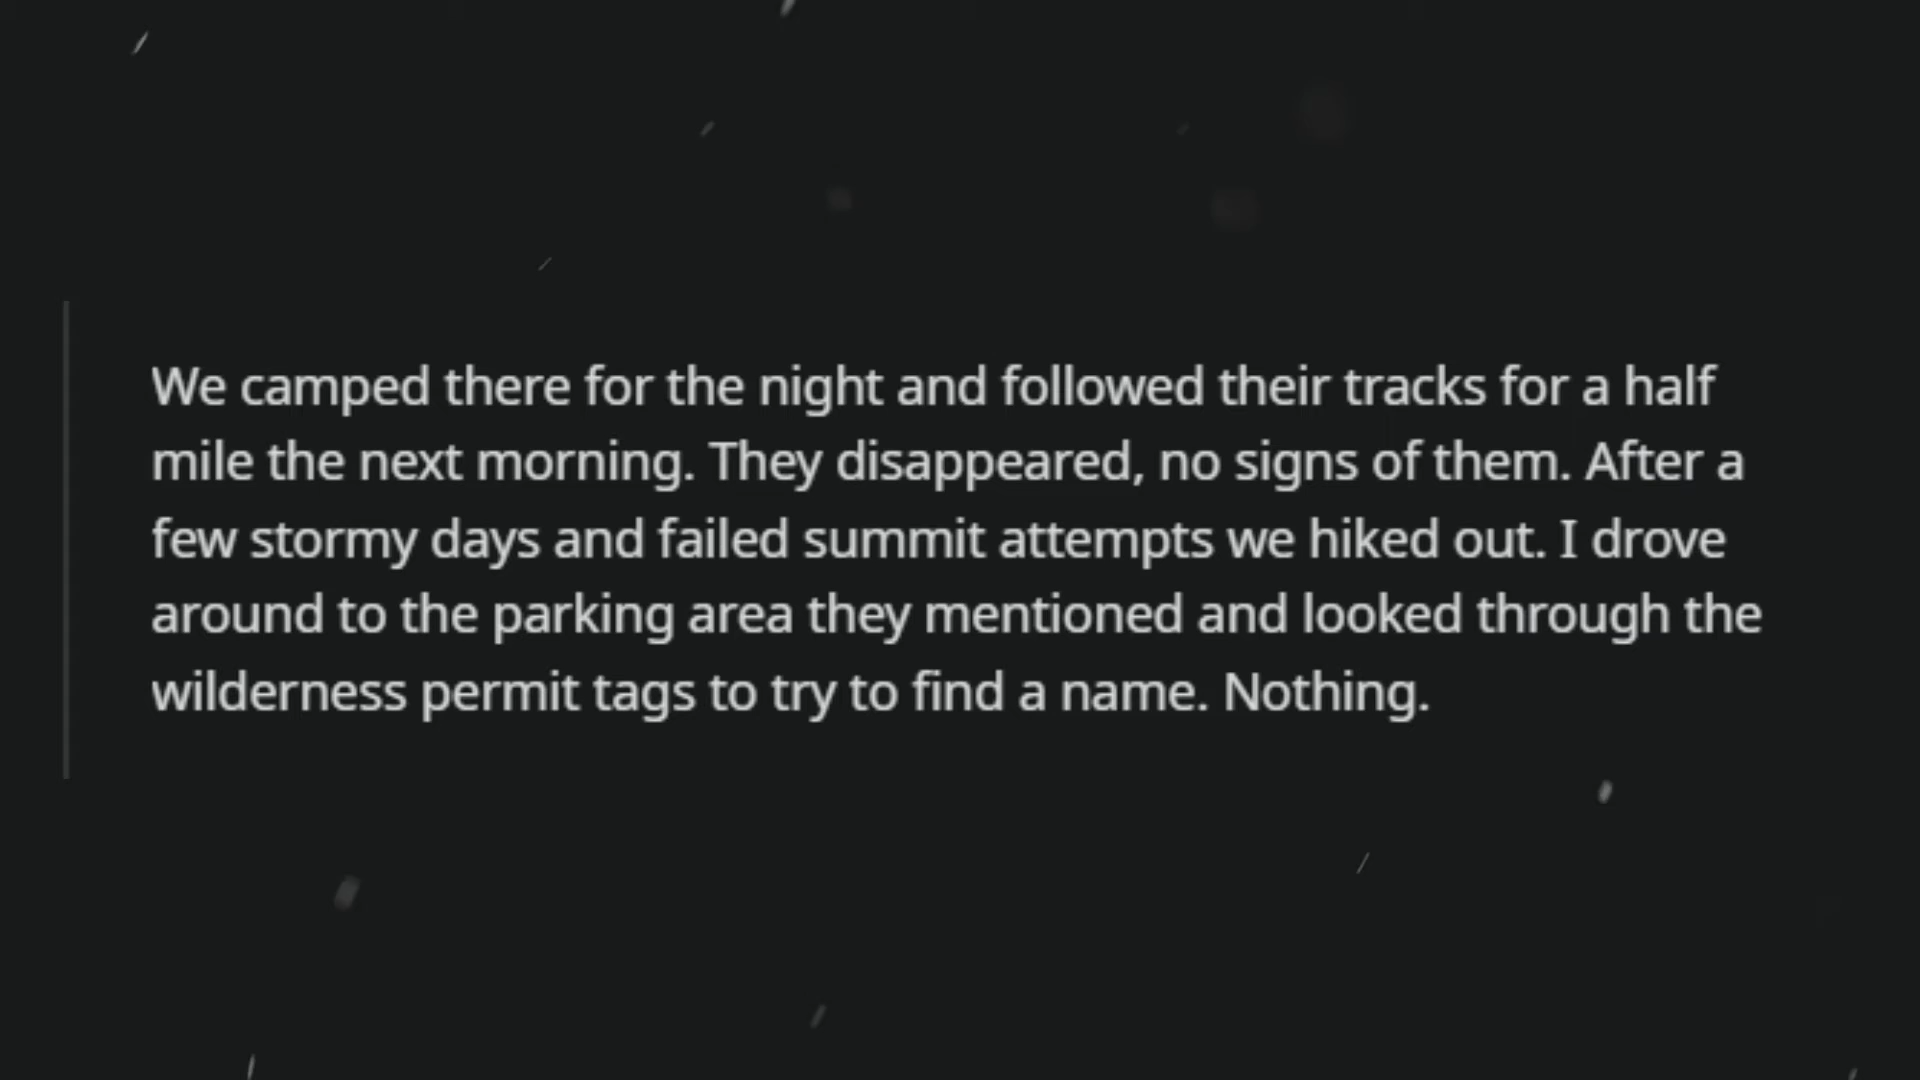 We camped there for the night and followed their tracks for a half
mile the next morning. They disappeared, no signs of them. After a
few stormy days and failed summit attempts we hiked out. I drove
around to the parking area they mentioned and looked through the
wilderness permit tags to try to find a name. Nothing.